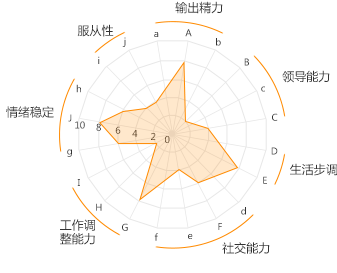 输出精力
服从性
j
a
A
b
i
B
领导能力
h
c
情绪稳定
J
C
10
8
6
4
2
0
g
D
生活步调
I
E
H
d
工作调
整能力
G
F
f
e
社交能力